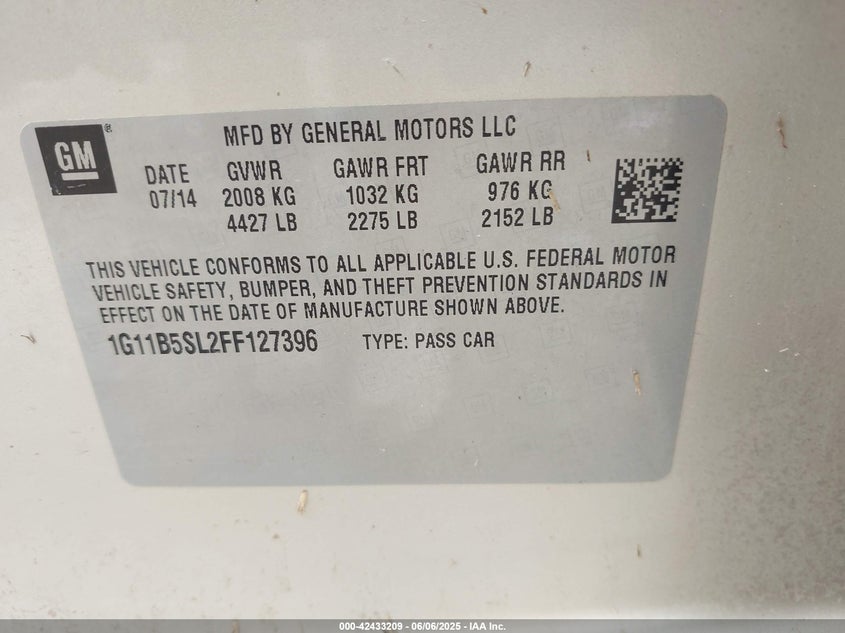 GM ®
MFD BY GENERAL MOTORS LLC
DATE GVWR GAWR FRT GAWR RR
07/14 2008 KG 1032 KG 976 KG
4427 LB 2275 LB 2152 LB
THIS VEHICLE CONFORMS TO ALL APPLICABLE U.S. FEDERAL MOTOR
VEHICLE SAFETY, BUMPER, AND THEFT PREVENTION STANDARDS IN
EFFECT ON THE DATE OF MANUFACTURE SHOWN ABOVE.
1G11B5SL2FF127396 TYPE: PASS CAR
000-42433209 - 06/06/2025 - IAA Inc.